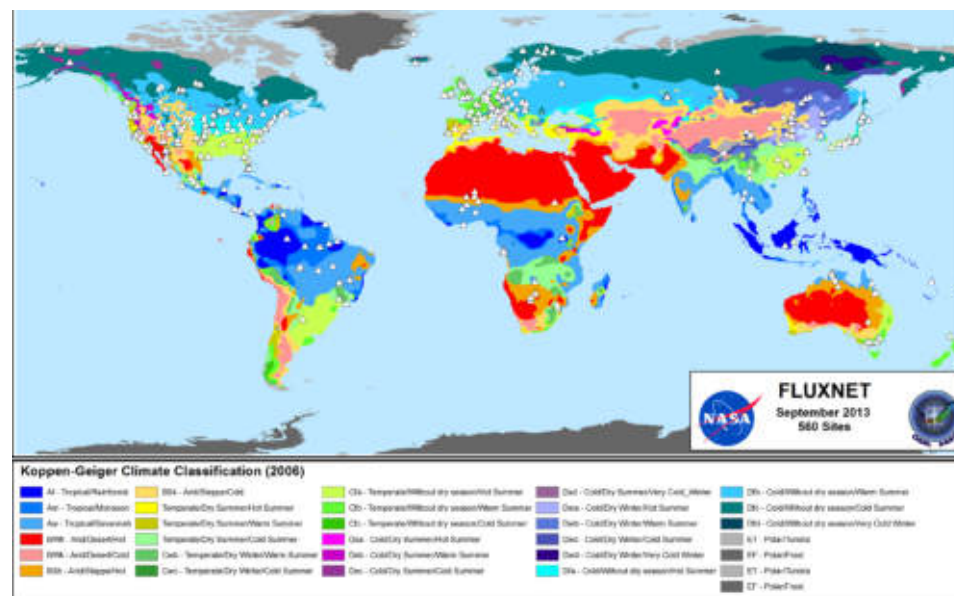 NASA
FLUXNET
September 2013
560 Sites
Koppen-Geiger Climate Classification (2006)
Af - Tropical/Rainforest
Am - Tropical/Monsoon
Aw - Tropical/Savannah
BWh - Arid/Desert/Hot
BWk - Arid/Desert/Cold
BSh - Arid/Steppe/Hot
BSk - Arid/Steppe/Cold
Temperate/Dry Summer/Hot Summer
Temperate/Dry Summer/Warm Summer
Temperate/Dry Summer/Cold Summer
Cwb - Temperate/Dry Winter/Warm Summer
Cwc - Temperate/Dry Winter/Cold Summer
Cfa - Temperate/Without dry season/Hot Summer
Cfb - Temperate/Without dry season/Warm Summer
Cfc - Temperate/Without dry season/Cold Summer
Dsa - Cold/Dry Summer/Hot Summer
Dsb - Cold/Dry Summer/Warm Summer
Dsc - Cold/Dry Summer/Cold Summer
Dsd - Cold/Dry Summer/Very Cold_Winter
Dwa - Cold/Dry Winter/Hot Summer
Dwb - Cold/Dry Winter/Warm Summer
Dwc - Cold/Dry Winter/Cold Summer
Dwd - Cold/Dry Winter/Very Cold Winter
Dfa - Cold/Without dry season/Hot Summer
Dfb - Cold/Without dry season/Warm Summer
Dfc - Cold/Without dry season/Cold Summer
Dfd - Cold/Without dry season/Very Cold Winter
ET - Polar/Tundra
EF - Polar/Frost
ET - Polar/Tundra
EF - Polar/Frost